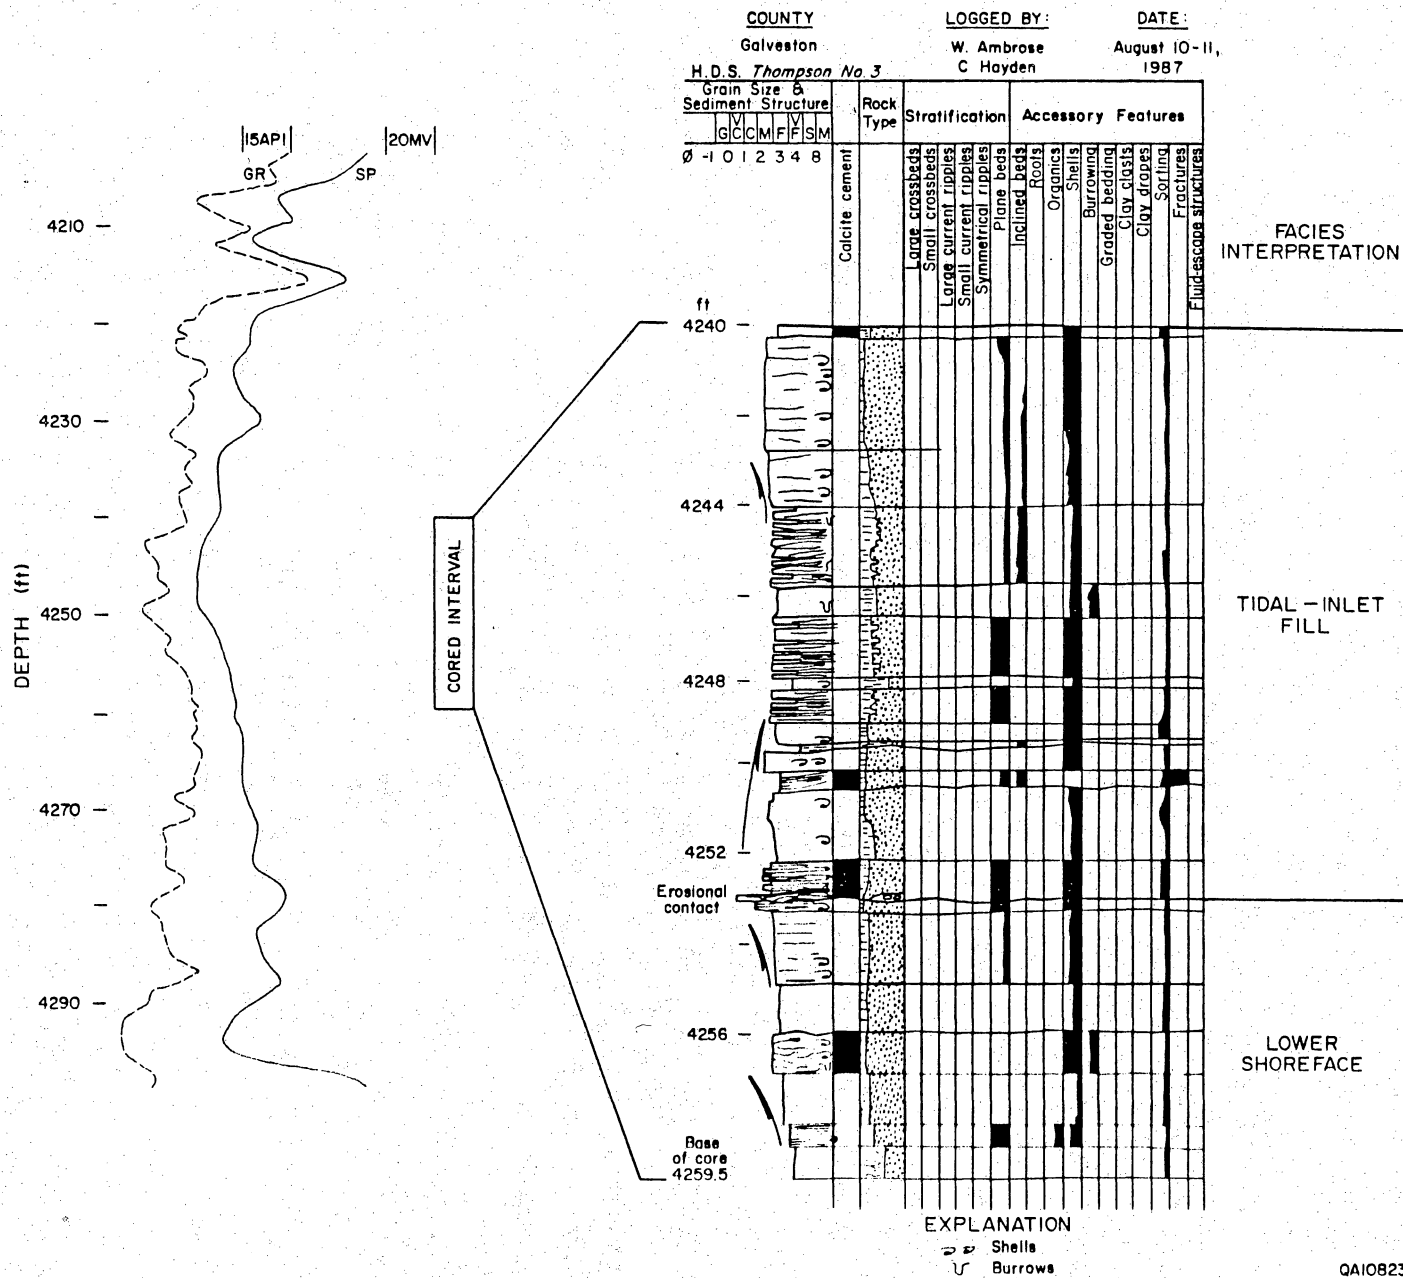 COUNTY
LOGGED BY:
DATE:
Galveston
W. Ambrose
August 10-11,
C Hayden
1987
H.D.S. Thompson No. 3
Grain Size &
Sediment Structure
Rock
Type
Stratification
Accessory Features
V
V
G C C M F F S M
Ø -1 0 1 2 3 4 8
Calcite cement
Large crossbeds
Small crossbeds
Large current ripples
Small current ripples
Symmetrical ripples
Plane beds
Inclined beds
Roots
Organics
Shells
Burrowing
Graded bedding
Clay clasts
Clay drapes
Sorting
Fractures
Fluid-escape structures
FACIES
INTERPRETATION
15API
20MV
GR
SP
DEPTH (ft)
4210
4230
4250
4270
4290
CORED INTERVAL
ft
4240
4244
4248
4252
Erosional
contact
4256
Base
of core
4259.5
TIDAL-INLET
FILL
LOWER
SHOREFACE
EXPLANATION
Shells
Burrows
QA10823